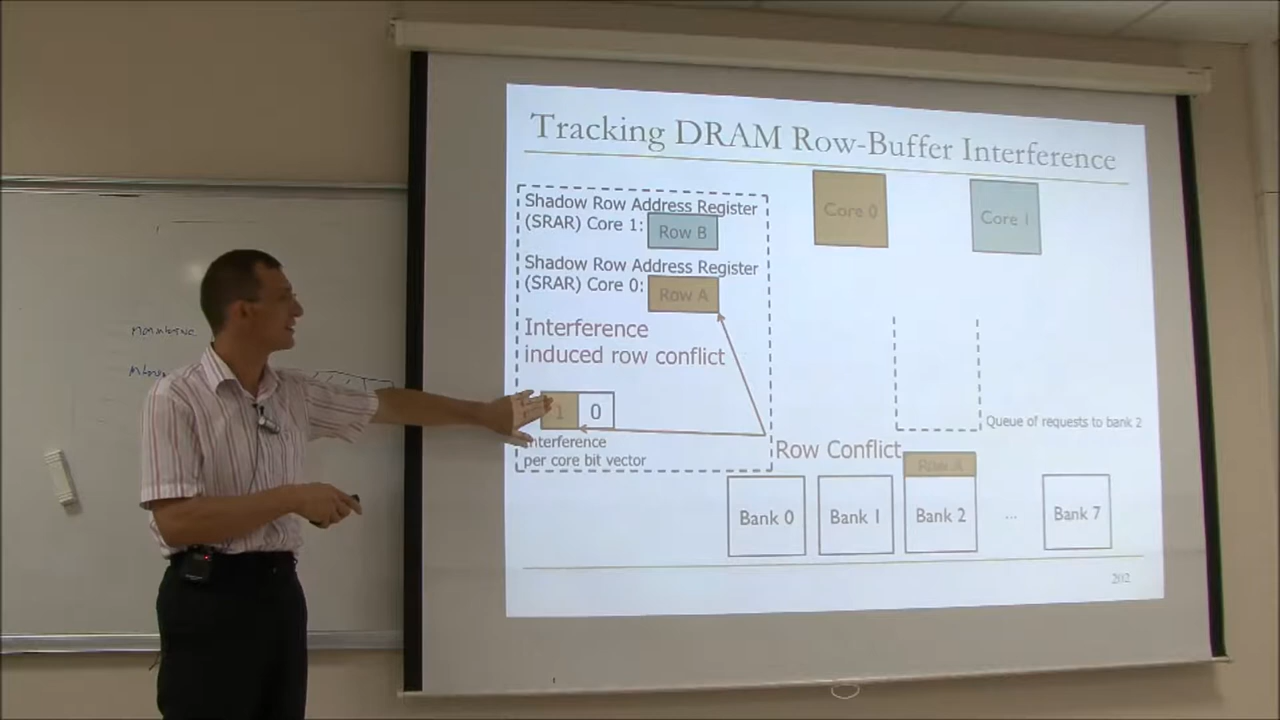 Tracking DRAM Row-Buffer Interference
Shadow Row Address Register
(SRAR) Core 1:
Row B
Shadow Row Address Register
(SRAR) Core 0:
Row A
Interference
induced row conflict
1
0
Interference
per core bit vector
Core 0
Core 1
Queue of requests to bank 2
Row Conflict
Row A
Bank 0
Bank 1
Bank 2
...
Bank 7
202